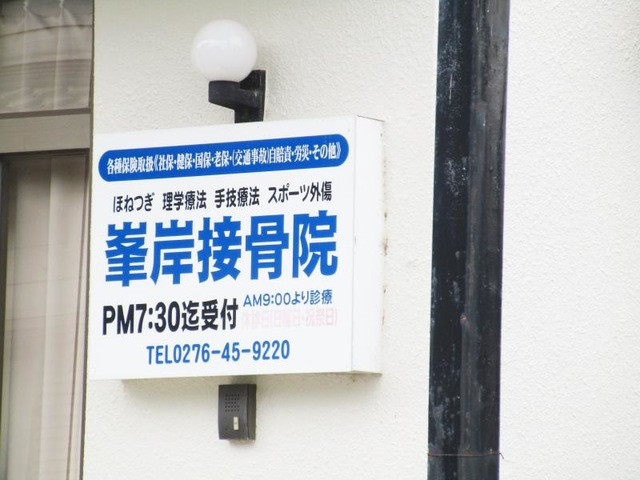 各種保険取扱《社保・健保・国保・老保・(交通事故)自賠責・労災・その他》
ほねつぎ 理学療法 手技療法 スポーツ外傷
峯岸接骨院
PM7:30迄受付
AM9:00より診療
休診日(日曜日・祝祭日)
TEL0276-45-9220